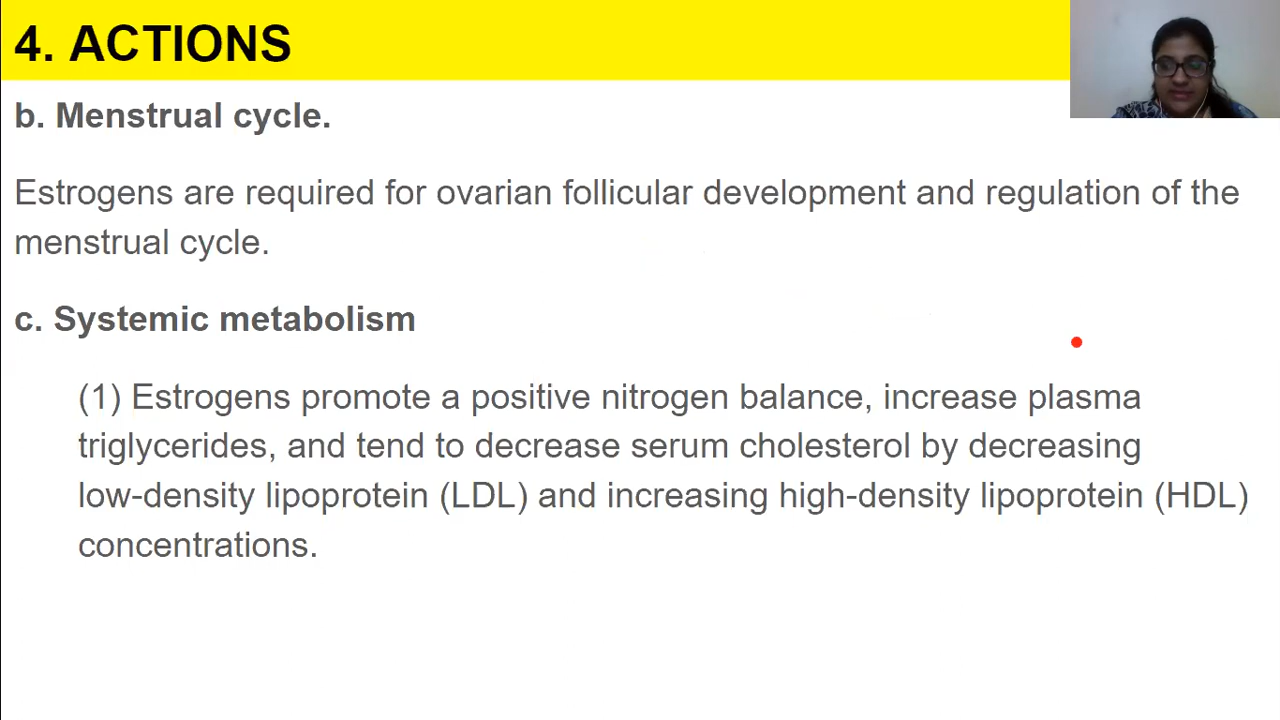 4. ACTIONS
b. Menstrual cycle.
Estrogens are required for ovarian follicular development and regulation of the
menstrual cycle.
c. Systemic metabolism
(1) Estrogens promote a positive nitrogen balance, increase plasma
triglycerides, and tend to decrease serum cholesterol by decreasing
low-density lipoprotein (LDL) and increasing high-density lipoprotein (HDL)
concentrations.